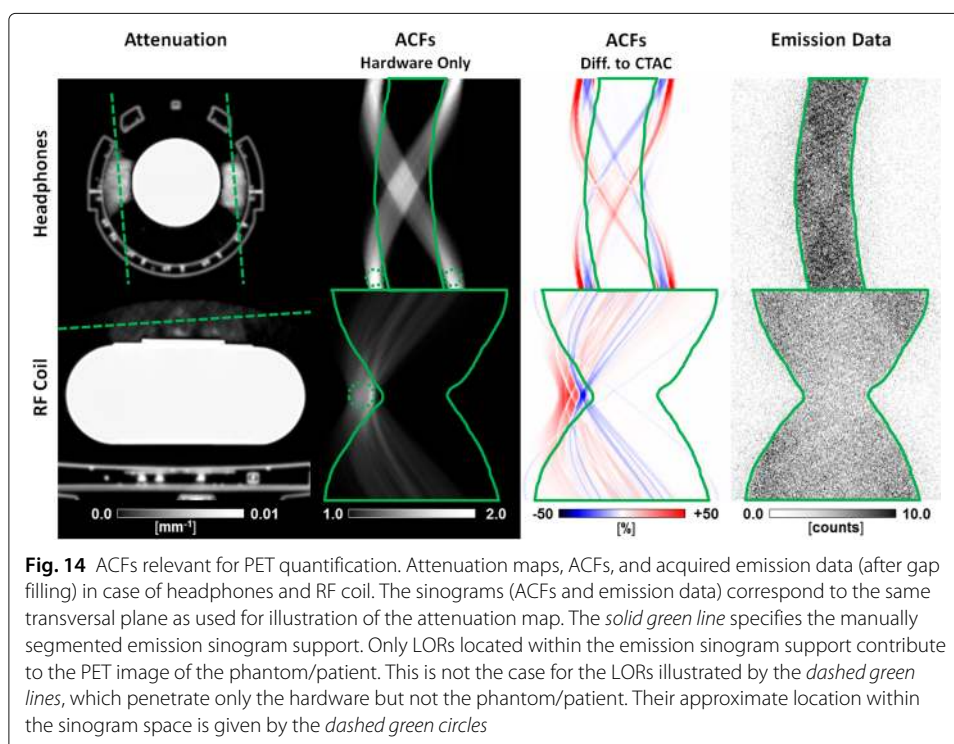 Attenuation
ACFs
Hardware Only
ACFs
Diff. to CTAC
Emission Data
Headphones
RF Coil
0.0 0.01
[mm⁻¹]
1.0 2.0
-50 +50
[%]
0.0 10.0
[counts]
Fig. 14 ACFs relevant for PET quantification. Attenuation maps, ACFs, and acquired emission data (after gap
filling) in case of headphones and RF coil. The sinograms (ACFs and emission data) correspond to the same
transversal plane as used for illustration of the attenuation map. The solid green line specifies the manually
segmented emission sinogram support. Only LORs located within the emission sinogram support contribute
to the PET image of the phantom/patient. This is not the case for the LORs illustrated by the dashed green
lines, which penetrate only the hardware but not the phantom/patient. Their approximate location within
the sinogram space is given by the dashed green circles